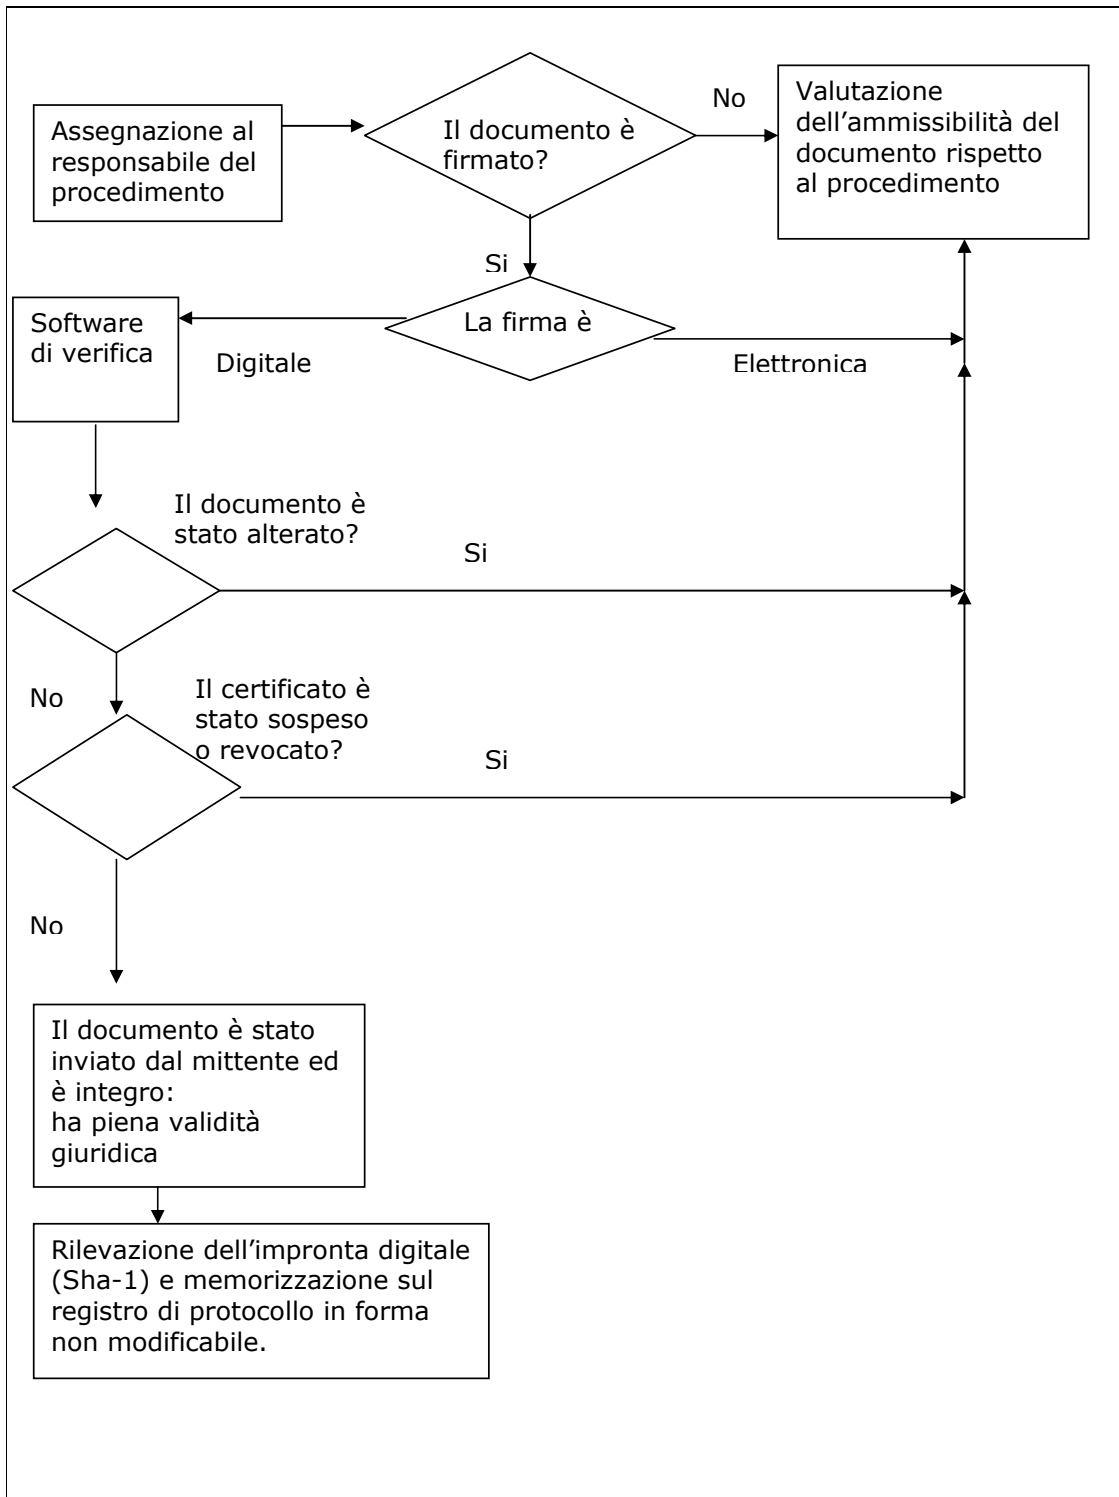 Assegnazione al
responsabile del
procedimento
Il documento è
firmato?
No
Valutazione
dell'ammissibilità del
documento rispetto
al procedimento
Si
La firma è
Software
di verifica
Digitale
Elettronica
Il documento è
stato alterato?
Si
No
Il certificato è
stato sospeso
o revocato?
Si
No
Il documento è stato
inviato dal mittente ed
è integro:
ha piena validità
giuridica
Rilevazione dell'impronta digitale
(Sha-1) e memorizzazione sul
registro di protocollo in forma
non modificabile.